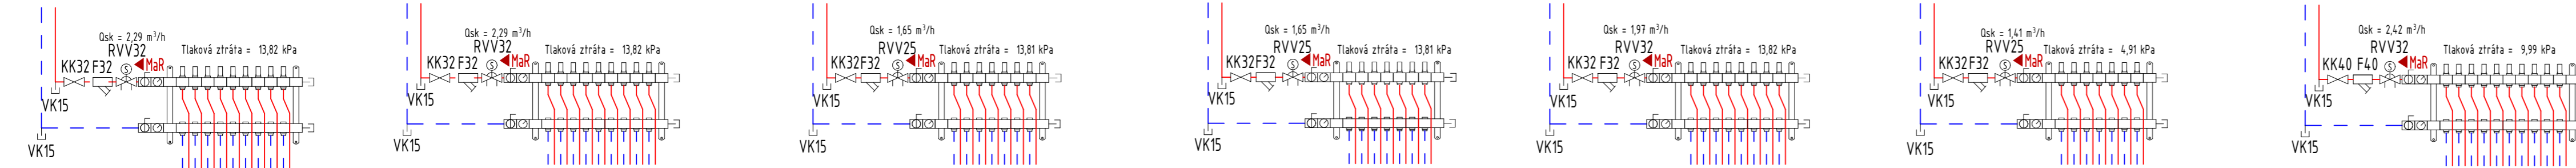 Qsk = 2,29 m³/h
RVV32
Tlaková ztráta = 13,82 kPa
KK32 F32
MaR
VK15
VK15
Qsk = 2,29 m³/h
RVV32
Tlaková ztráta = 13,82 kPa
KK32 F32
MaR
VK15
VK15
Qsk = 1,65 m³/h
RVV25
Tlaková ztráta = 13,81 kPa
KK32F32
MaR
VK15
VK15
Qsk = 1,65 m³/h
RVV25
Tlaková ztráta = 13,81 kPa
KK32F32
MaR
VK15
VK15
Qsk = 1,97 m³/h
RVV32
Tlaková ztráta = 13,82 kPa
KK32 F32
MaR
VK15
VK15
Qsk = 1,41 m³/h
RVV25
Tlaková ztráta = 4,91 kPa
KK32F32
MaR
VK15
VK15
Qsk = 2,42 m³/h
RVV32
Tlaková ztráta = 9,99 kPa
KK40 F40
MaR
VK15
VK15